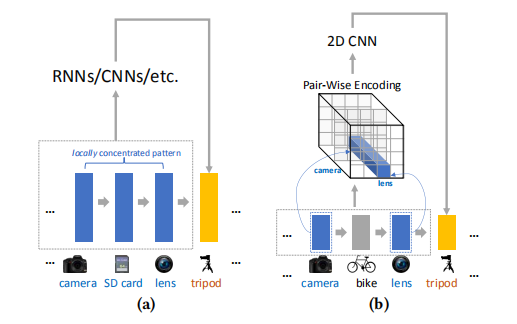 RNNs/CNNs/etc.
locally concentrated pattern
... ...
... ...
camera SD card lens tripod
(a)
2D CNN
Pair-Wise Encoding
camera
lens
... ...
... ...
camera bike lens tripod
(b)